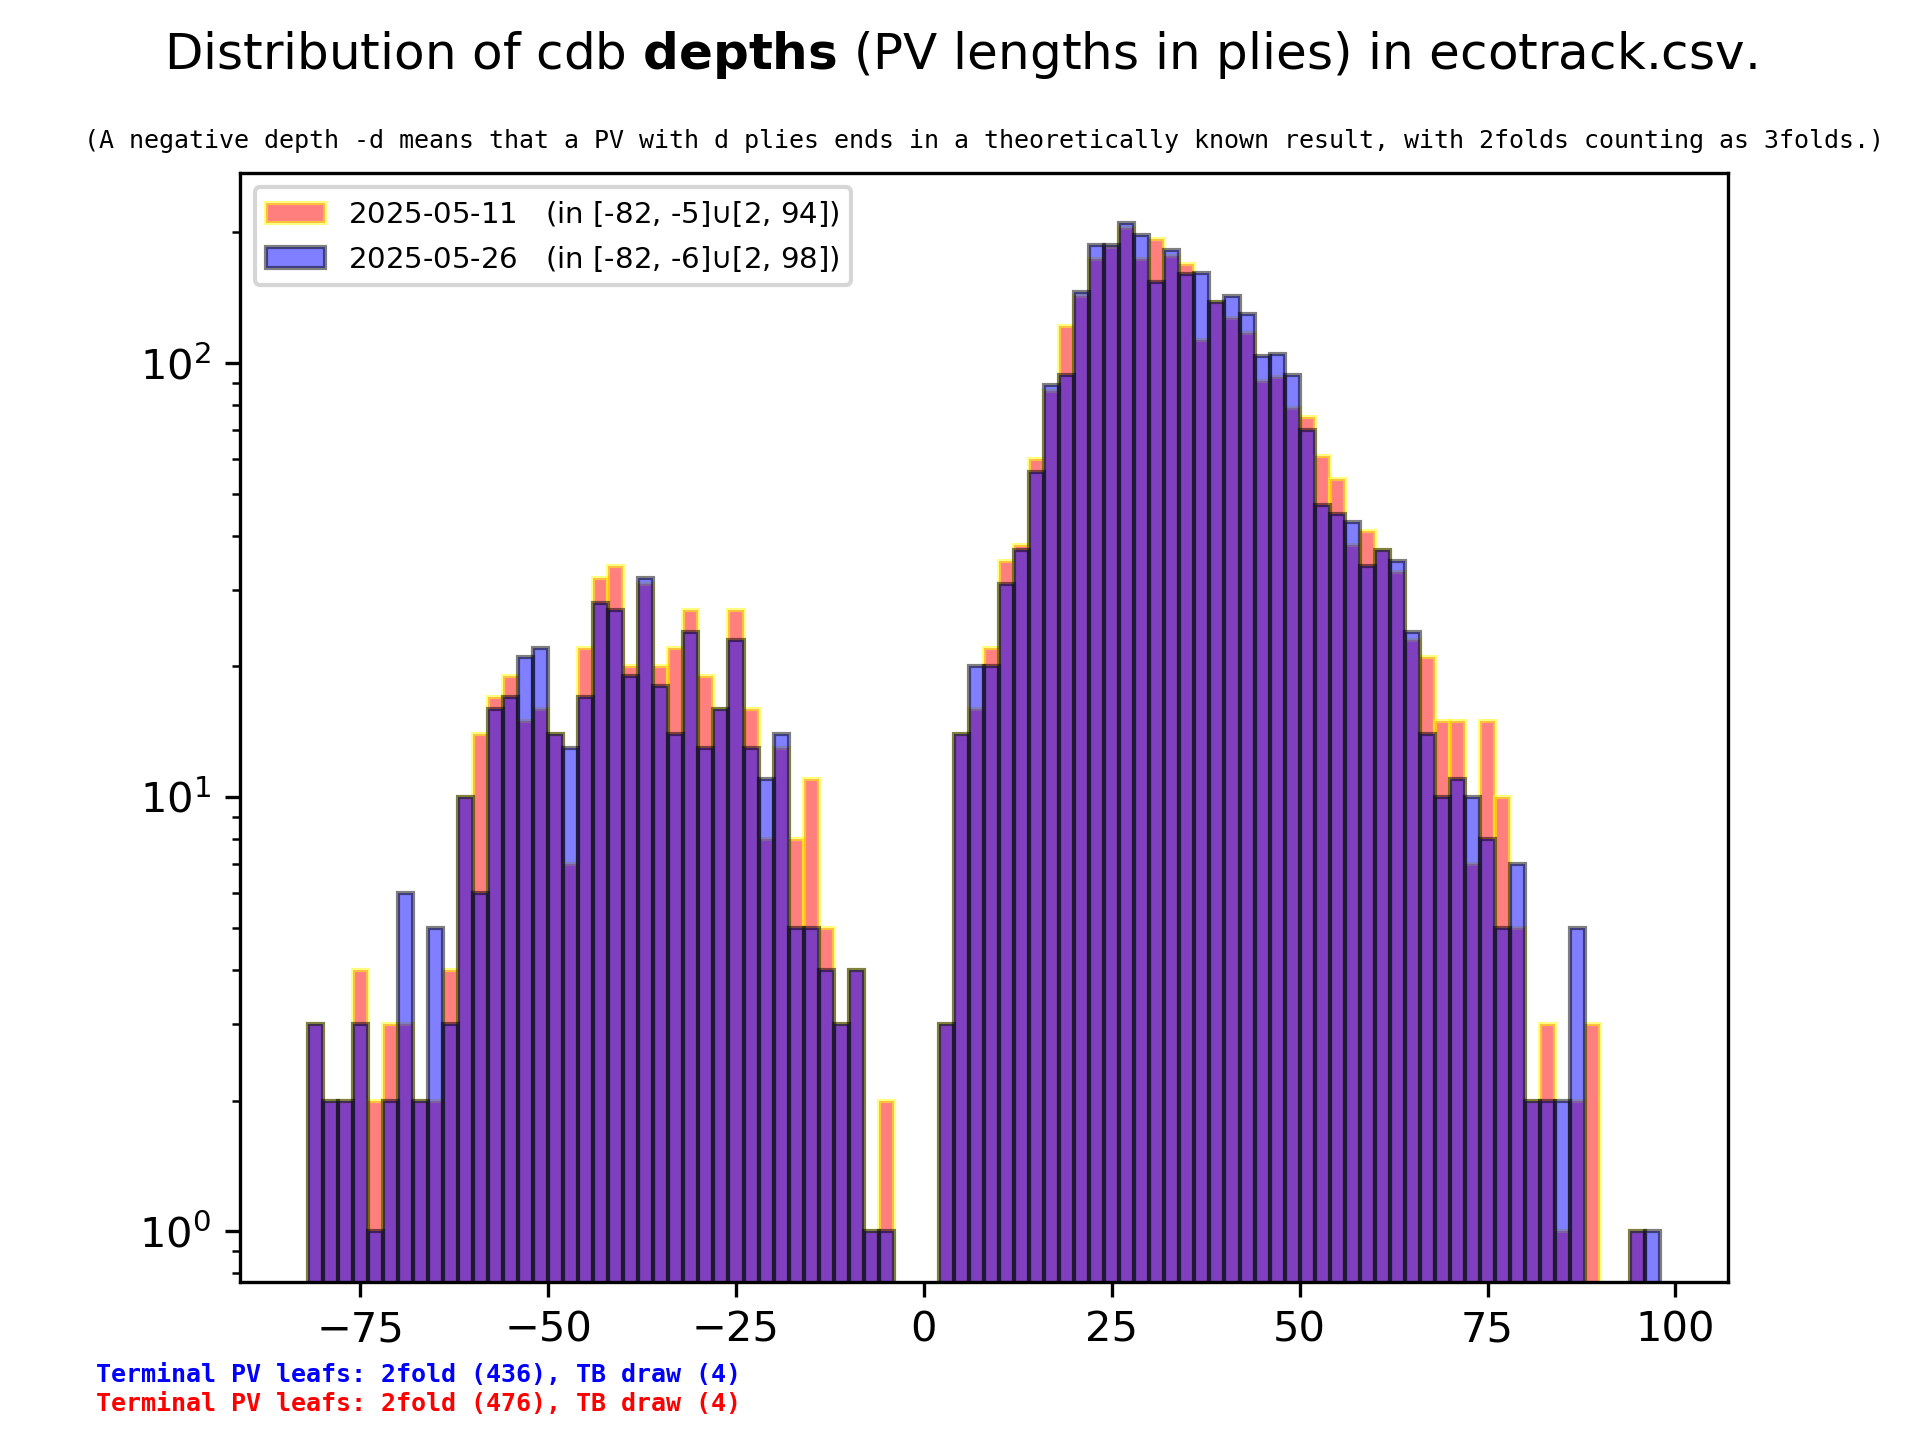 Distribution of cdb depths (PV lengths in plies) in ecotrack.csv.
(A negative depth -d means that a PV with d plies ends in a theoretically known result, with 2folds counting as 3folds.)
2025-05-11 (in [-82, -5]∪[2, 94])
2025-05-26 (in [-82, -6]∪[2, 98])
10²
10¹
10⁰
−75 −50 −25 0 25 50 75 100
Terminal PV leafs: 2fold (436), TB draw (4)
Terminal PV leafs: 2fold (476), TB draw (4)